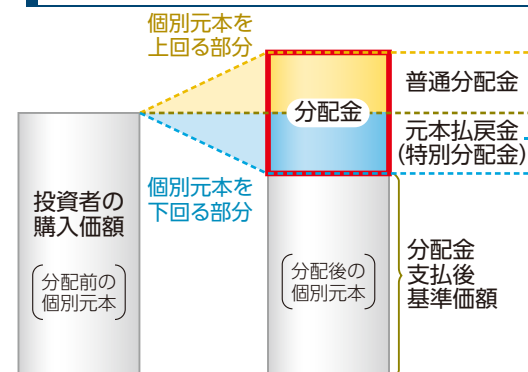 個別元本を
上回る部分
分配金
普通分配金
元本払戻金
(特別分配金)
個別元本を
下回る部分
投資者の
購入価額
分配前の
個別元本
分配後の
個別元本
分配金
支払後
基準価額